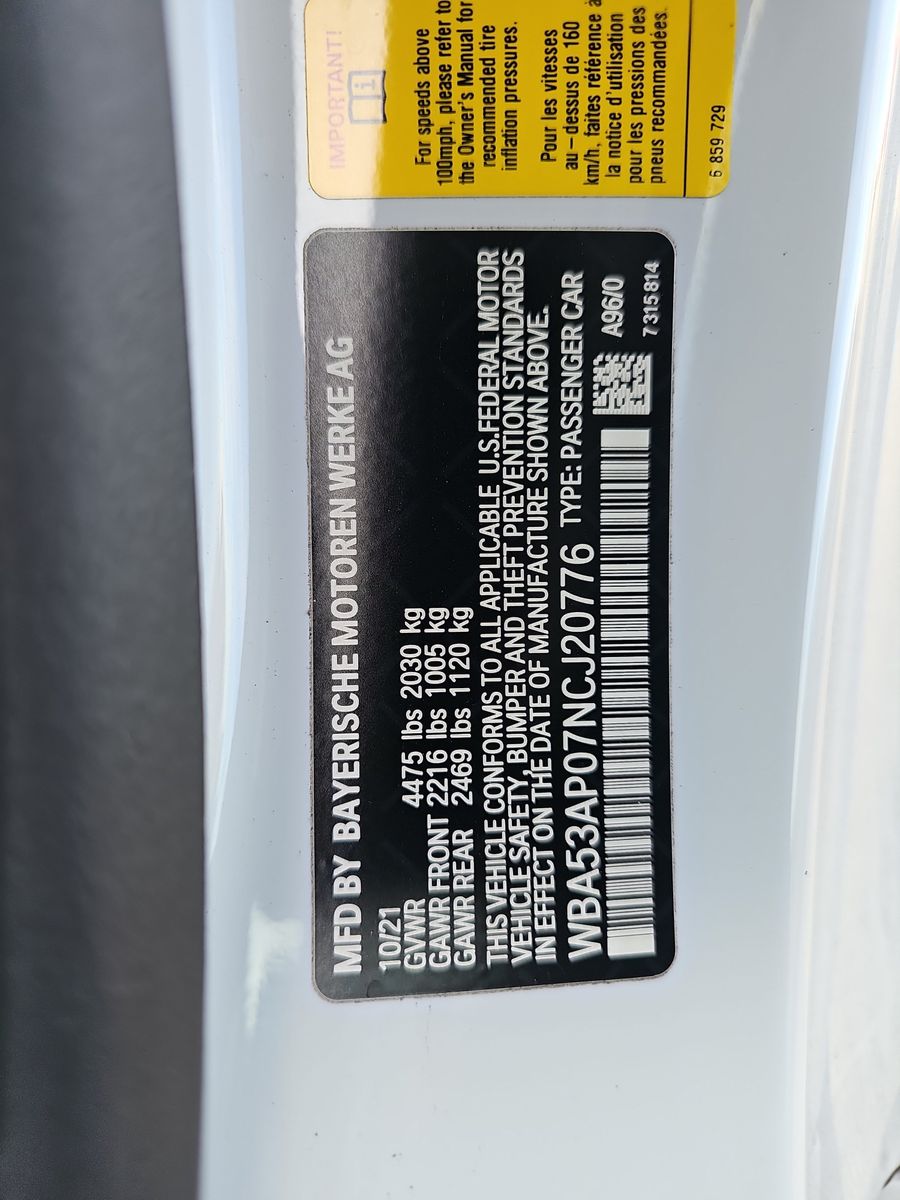 MFD BY BAYERISCHE MOTOREN WERKE AG
10/21
GVWR 4475 lbs 2030 kg
GAWR FRONT 2216 lbs 1005 kg
GAWR REAR 2469 lbs 1120 kg
THIS VEHICLE CONFORMS TO ALL APPLICABLE U.S.FEDERAL MOTOR
VEHICLE SAFETY, BUMPER AND THEFT PREVENTION STANDARDS
IN EFFECT ON THE DATE OF MANUFACTURE SHOWN ABOVE.
WBA53AP07NCJ20776 TYPE: PASSENGER CAR
A96/0
7 315 814
IMPORTANT!
For speeds above
100mph, please refer to
the Owner's Manual for
recommended tire
inflation pressures.
Pour les vitesses
au-dessus de 160
km/h, faites référence à
la notice d'utilisation
pour les pressions des
pneus recommandées.
6 859 729